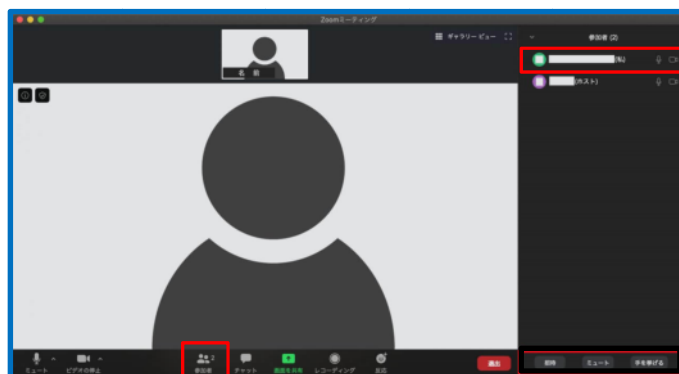 Zoomミーティング
ギャラリービュー
参加者 (2)
(私)
(ホスト)
名 前
ミュート
ビデオの停止
2
参加者
チャット
画面を共有
レコーディング
反応
退出
招待
ミュート
手を挙げる